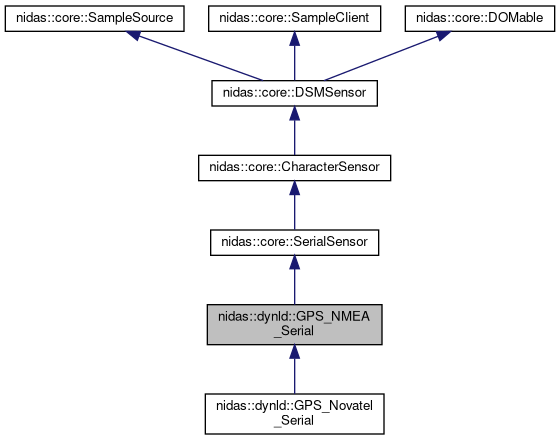 nidas::core::SampleSource
nidas::core::SampleClient
nidas::core::DOMable
nidas::core::DSMSensor
nidas::core::CharacterSensor
nidas::core::SerialSensor
nidas::dynld::GPS_NMEA
_Serial
nidas::dynld::GPS_Novatel
_Serial